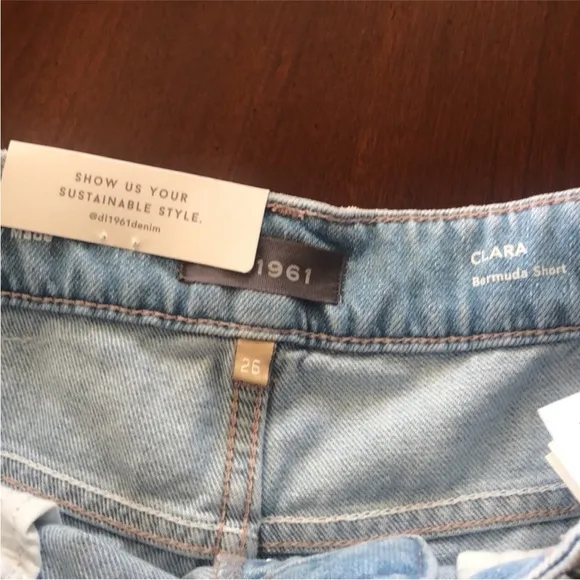 SHOW US YOUR
SUSTAINABLE STYLE.
@dl1961denim
1961
CLARA
Bermuda Short
26